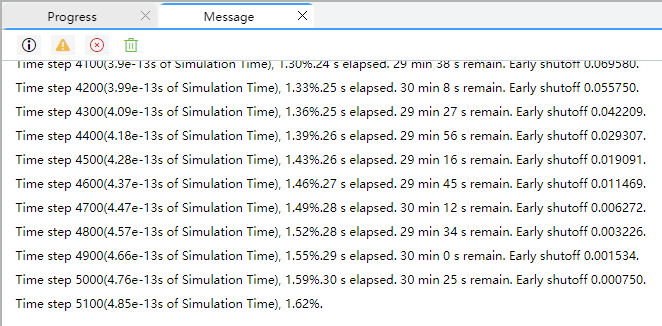 Progress
Message
Time step 4100(3.9e-13s of Simulation Time), 1.30%.24 s elapsed. 29 min 38 s remain. Early shutoff 0.069580.
Time step 4200(3.99e-13s of Simulation Time), 1.33%.25 s elapsed. 30 min 8 s remain. Early shutoff 0.055750.
Time step 4300(4.09e-13s of Simulation Time), 1.36%.25 s elapsed. 29 min 27 s remain. Early shutoff 0.042209.
Time step 4400(4.18e-13s of Simulation Time), 1.39%.26 s elapsed. 29 min 56 s remain. Early shutoff 0.029307.
Time step 4500(4.28e-13s of Simulation Time), 1.43%.26 s elapsed. 29 min 16 s remain. Early shutoff 0.019091.
Time step 4600(4.37e-13s of Simulation Time), 1.46%.27 s elapsed. 29 min 45 s remain. Early shutoff 0.011469.
Time step 4700(4.47e-13s of Simulation Time), 1.49%.28 s elapsed. 30 min 12 s remain. Early shutoff 0.006272.
Time step 4800(4.57e-13s of Simulation Time), 1.52%.28 s elapsed. 29 min 34 s remain. Early shutoff 0.003226.
Time step 4900(4.66e-13s of Simulation Time), 1.55%.29 s elapsed. 30 min 0 s remain. Early shutoff 0.001534.
Time step 5000(4.76e-13s of Simulation Time), 1.59%.30 s elapsed. 30 min 25 s remain. Early shutoff 0.000750.
Time step 5100(4.85e-13s of Simulation Time), 1.62%.